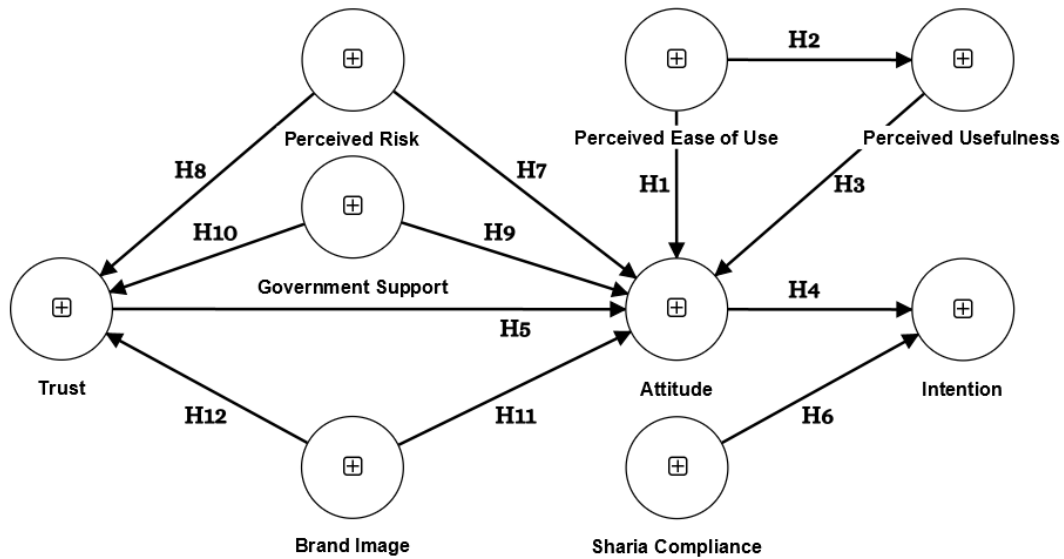 H2
Perceived Risk
Perceived Ease of Use
Perceived Usefulness
H8
H7
H1
H3
H10
H9
Government Support
H4
H5
Trust
Attitude
Intention
H12
H11
H6
Brand Image
Sharia Compliance